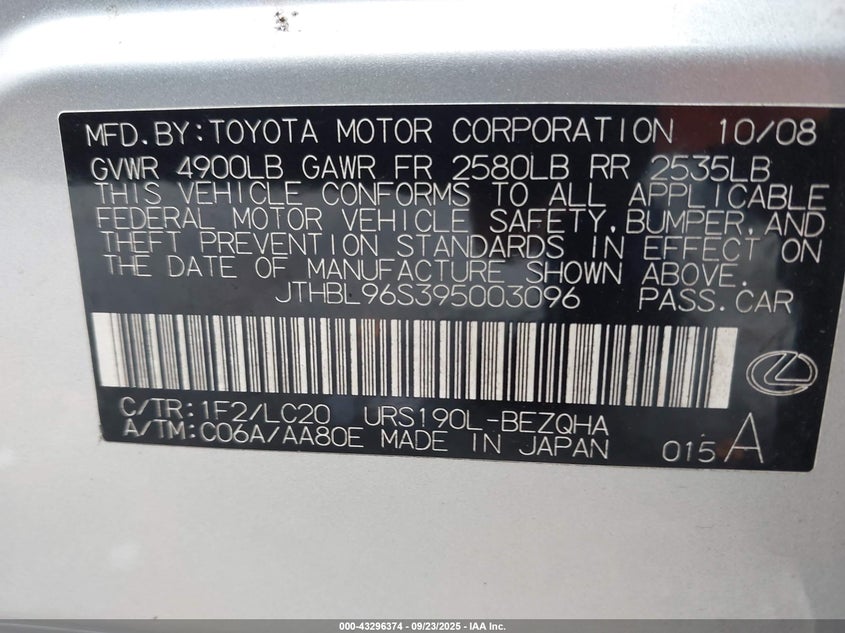 MFD.BY:TOYOTA MOTOR CORPORATION 10/08
GVWR 4900LB GAWR FR 2580LB RR 2535LB
THIS VEHICLE CONFORMS TO ALL APPLICABLE
FEDERAL MOTOR VEHICLE SAFETY,BUMPER,AND
THEFT PREVENTION STANDARDS IN EFFECT ON
THE DATE OF MANUFACTURE SHOWN ABOVE.
JTHBL96S395003096 PASS.CAR
C/TR:1F2/LC20 URS190L-BEZQHA
A/TM:C06A/AA80E MADE IN JAPAN 015A
000-43296374 / 09/23/2025 - IAA Inc.